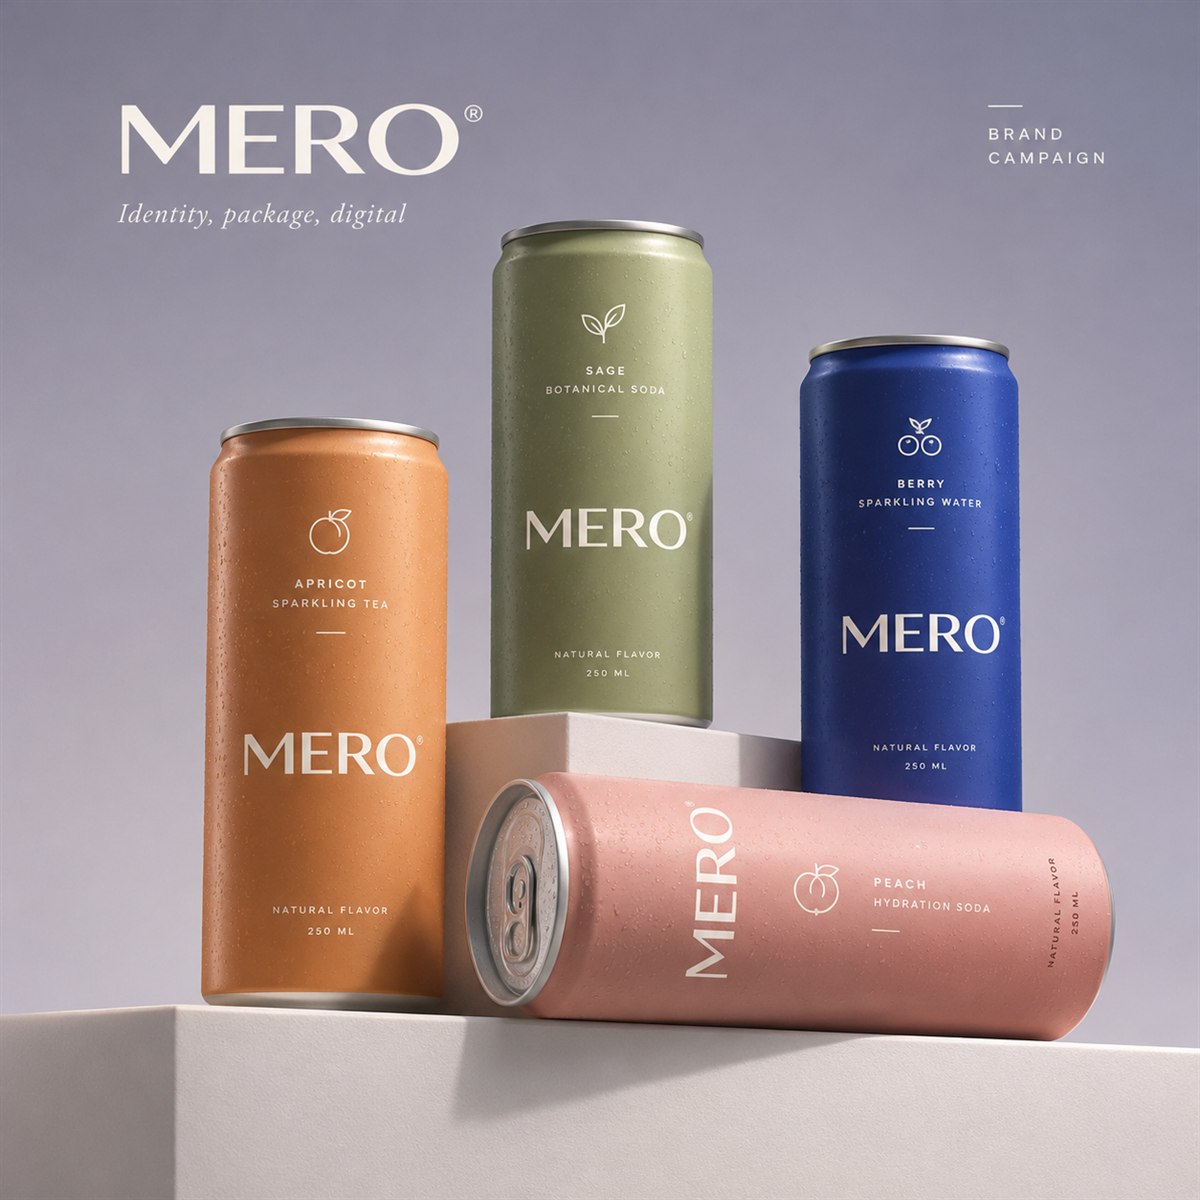 MERO®
Identity, package, digital
BRAND
CAMPAIGN
SAGE
BOTANICAL SODA
MERO®
NATURAL FLAVOR
250 ML
BERRY
SPARKLING WATER
MERO®
NATURAL FLAVOR
250 ML
APRICOT
SPARKLING TEA
MERO®
NATURAL FLAVOR
250 ML
MERO®
PEACH
HYDRATION SODA
NATURAL FLAVOR
250 ML